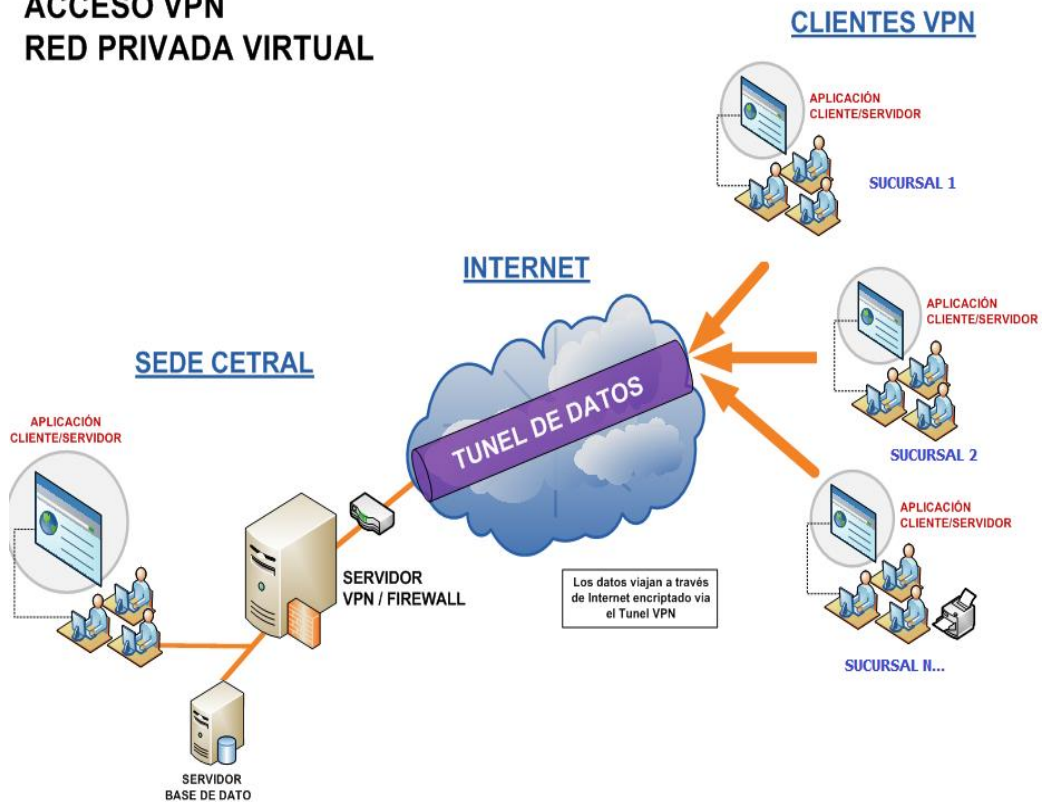 ACCESO VPN
RED PRIVADA VIRTUAL
CLIENTES VPN
APLICACIÓN
CLIENTE/SERVIDOR
SUCURSAL 1
INTERNET
APLICACIÓN
CLIENTE/SERVIDOR
SUCURSAL 2
SEDE CETRAL
TUNEL DE DATOS
APLICACIÓN
CLIENTE/SERVIDOR
APLICACIÓN
CLIENTE/SERVIDOR
SUCURSAL N...
SERVIDOR
VPN / FIREWALL
Los datos viajan a través
de Internet encriptado via
el Tunel VPN
SERVIDOR
BASE DE DATO